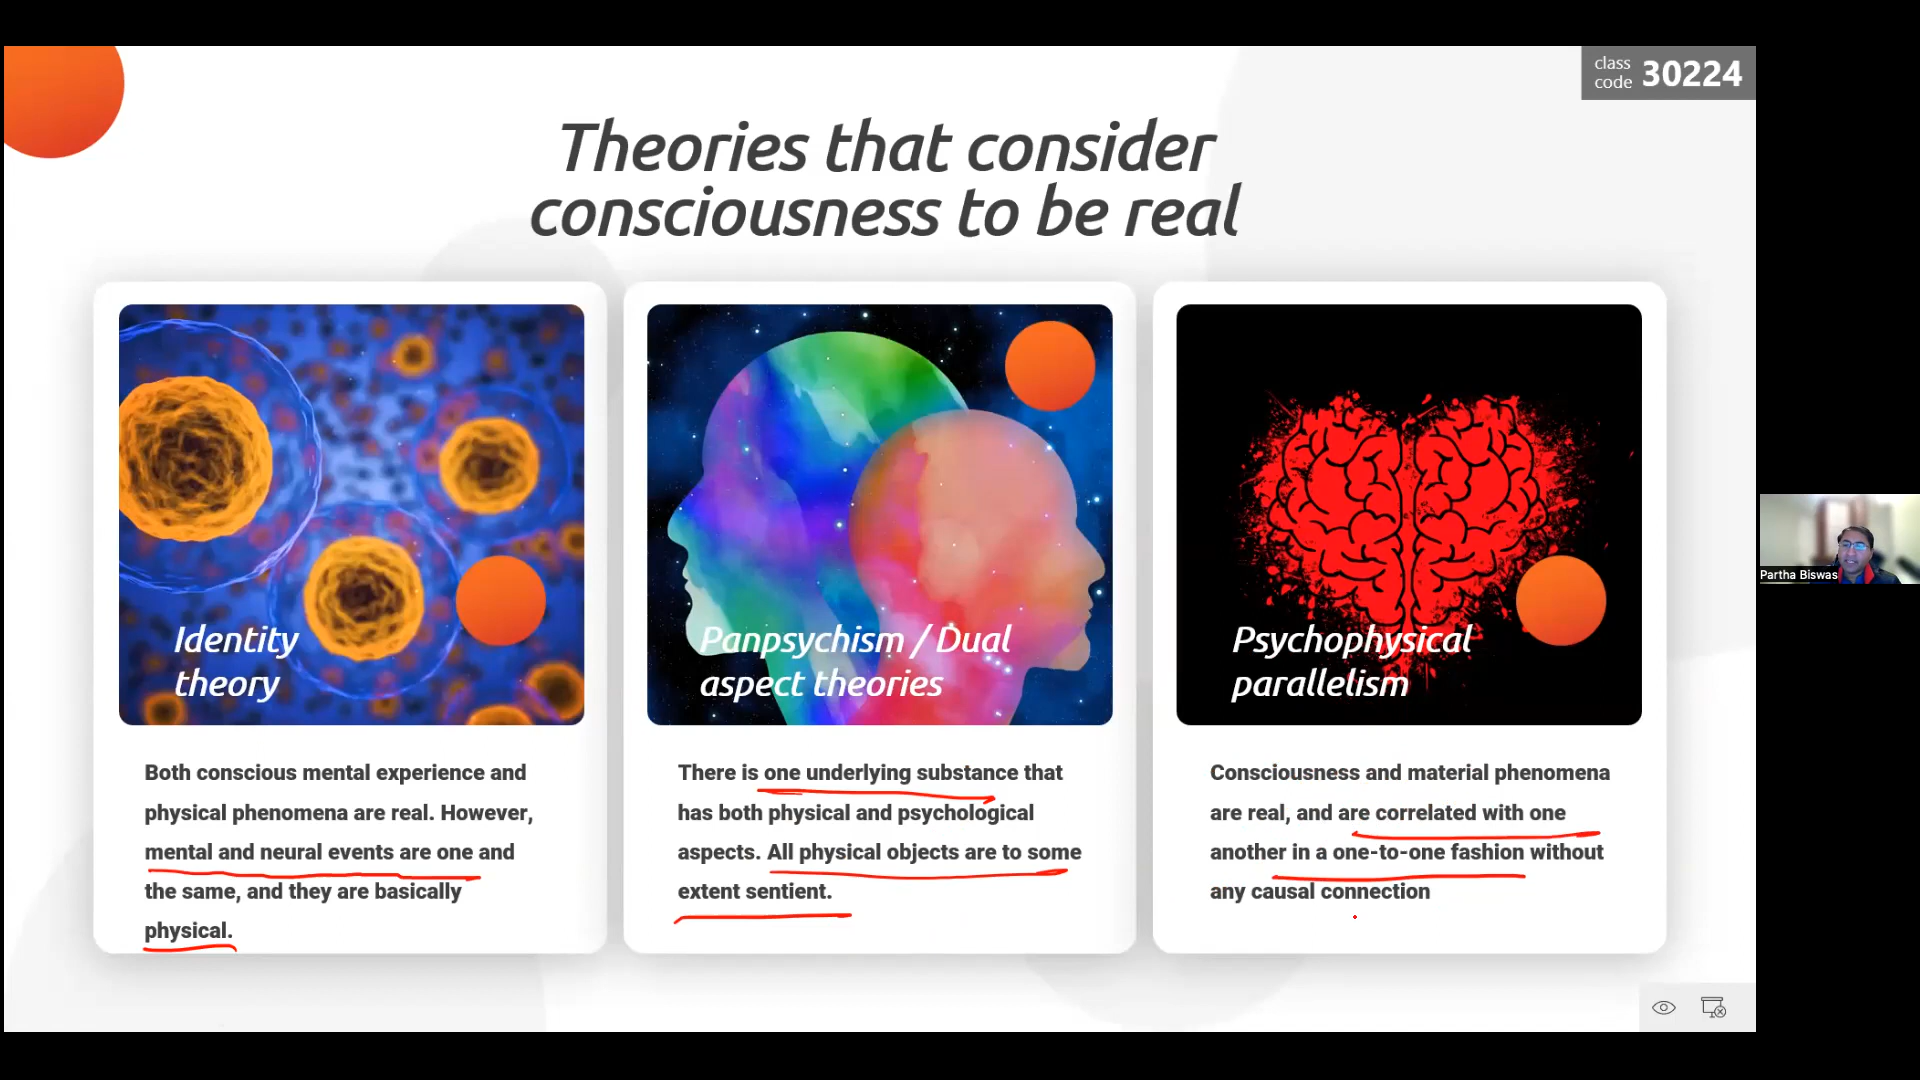 class
code 30224
Theories that consider
consciousness to be real
Identity
theory
Both conscious mental experience and
physical phenomena are real. However,
mental and neural events are one and
the same, and they are basically
physical.
Panpsychism / Dual
aspect theories
There is one underlying substance that
has both physical and psychological
aspects. All physical objects are to some
extent sentient.
Psychophysical
parallelism
Consciousness and material phenomena
are real, and are correlated with one
another in a one-to-one fashion without
any causal connection
Partha Biswas